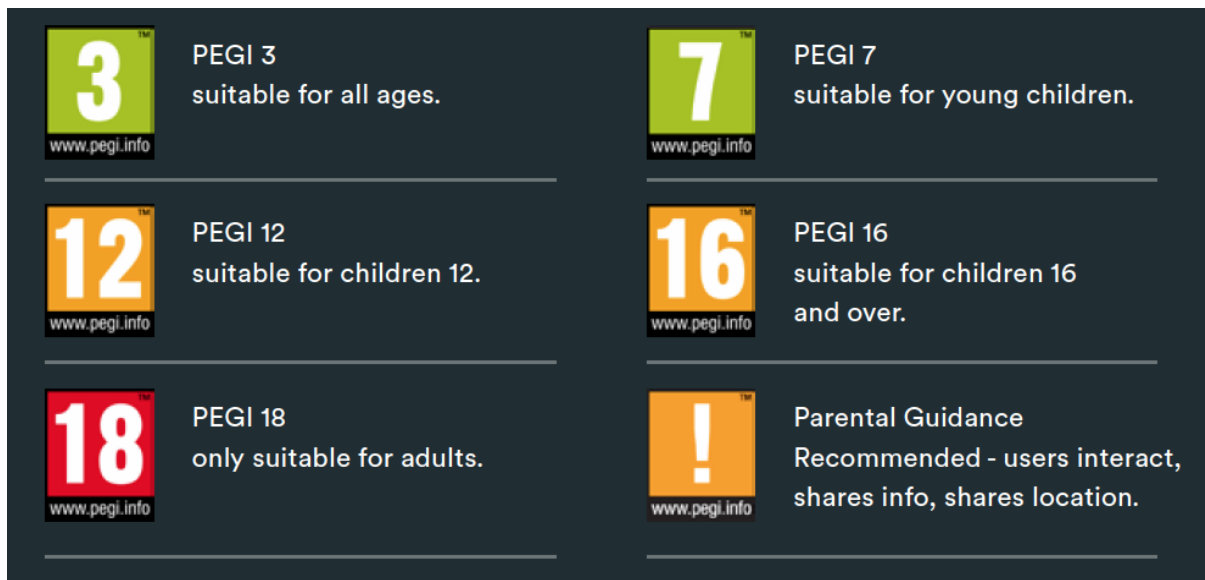 3
TM
www.pegi.info
PEGI 3
suitable for all ages.
7
TM
www.pegi.info
PEGI 7
suitable for young children.
12
TM
www.pegi.info
PEGI 12
suitable for children 12.
16
TM
www.pegi.info
PEGI 16
suitable for children 16
and over.
18
TM
www.pegi.info
PEGI 18
only suitable for adults.
!
TM
www.pegi.info
Parental Guidance
Recommended - users interact,
shares info, shares location.